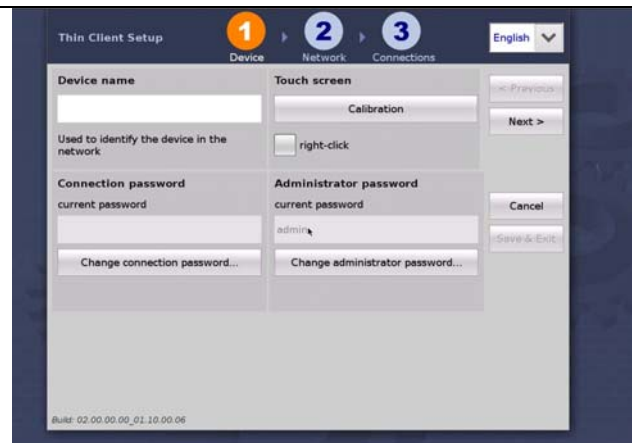 Thin Client Setup
1 2 3
Device Network Connections
English
Device name
Used to identify the device in the
network
Touch screen
Calibration
right-click
< Previous
Next >
Connection password
current password
Change connection password...
Administrator password
current password
admin
Change administrator password...
Cancel
Save & Exit
Build: 02.00.00.00_01.10.00.06